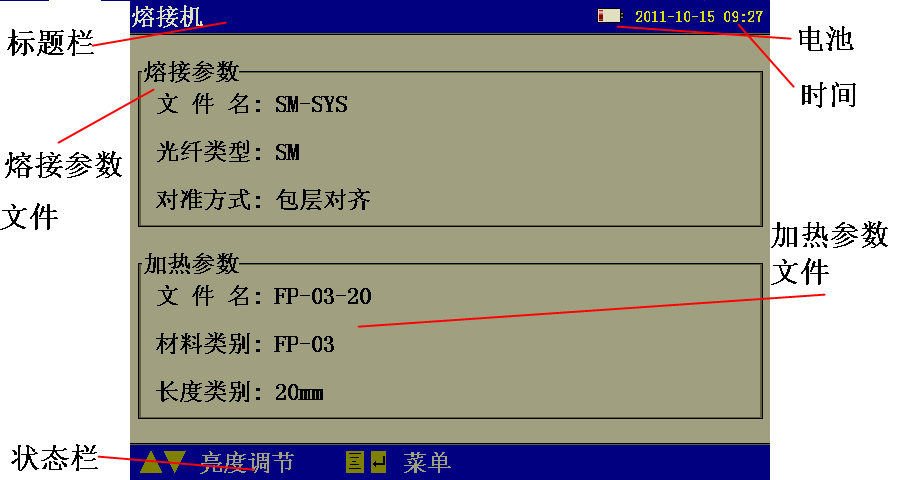 熔接机
2011-10-15 09:27
标题栏
电池
时间
熔接参数
文 件 名: SM-SYS
光纤类型: SM
对准方式: 包层对齐
熔接参数
文件
加热参数
文 件 名: FP-03-20
材料类别: FP-03
长度类别: 20mm
加热参数
文件
状态栏
亮度调节
菜单